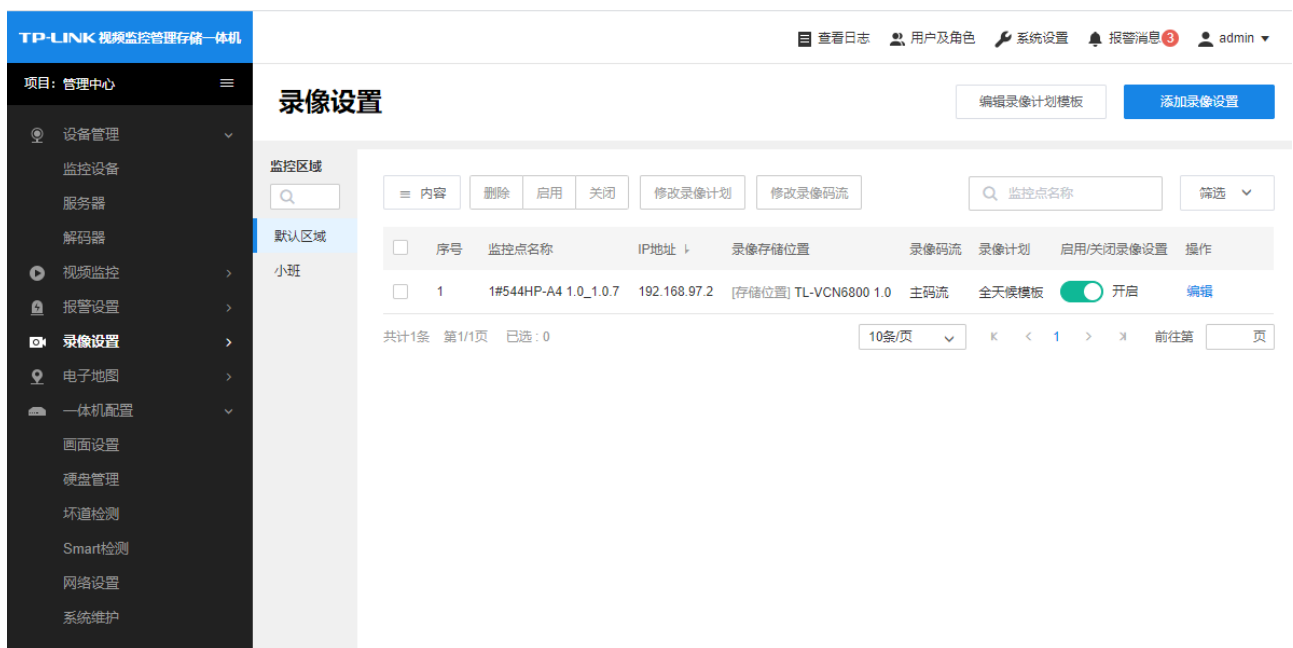 TP-LINK 视频监控管理存储一体机
查看日志 用户及角色 系统设置 报警消息 3 admin
项目: 管理中心
录像设置
编辑录像计划模板 添加录像设置
设备管理
监控设备
服务器
解码器
视频监控
报警设置
录像设置
电子地图
一体机配置
画面设置
硬盘管理
坏道检测
Smart检测
网络设置
系统维护
监控区域
默认区域
小班
内容 删除 启用 关闭 修改录像计划 修改录像码流 监控点名称 筛选
序号 监控点名称 IP地址 录像存储位置 录像码流 录像计划 启用/关闭录像设置 操作
1 1#544HP-A4 1.0_1.0.7 192.168.97.2 [存储位置] TL-VCN6800 1.0 主码流 全天候模板 开启 编辑
共计1条 第1/1页 已选 : 0 10条/页 1 前往第 页